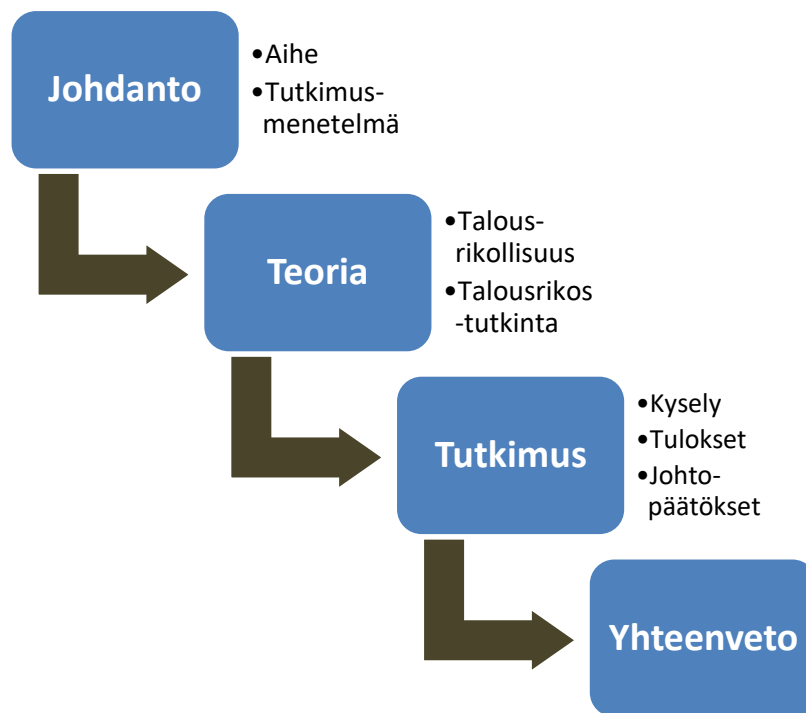 Johdanto
•Aihe
•Tutkimus-
menetelmä
Teoria
•Talous-
rikollisuus
•Talousrikos
-tutkinta
Tutkimus
•Kysely
•Tulokset
•Johto-
päätökset
Yhteenveto